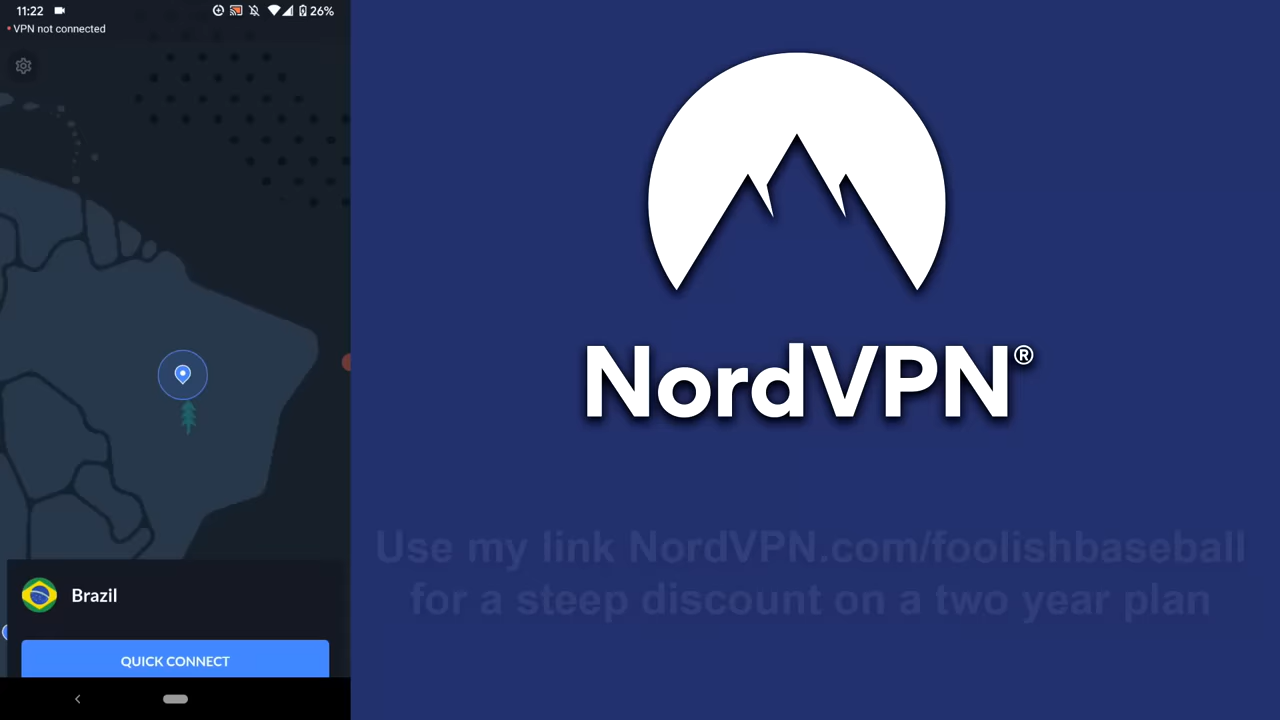 11:22
26%
VPN not connected
Brazil
QUICK CONNECT
NordVPN®
Use my link NordVPN.com/foolishbaseball
for a steep discount on a two year plan